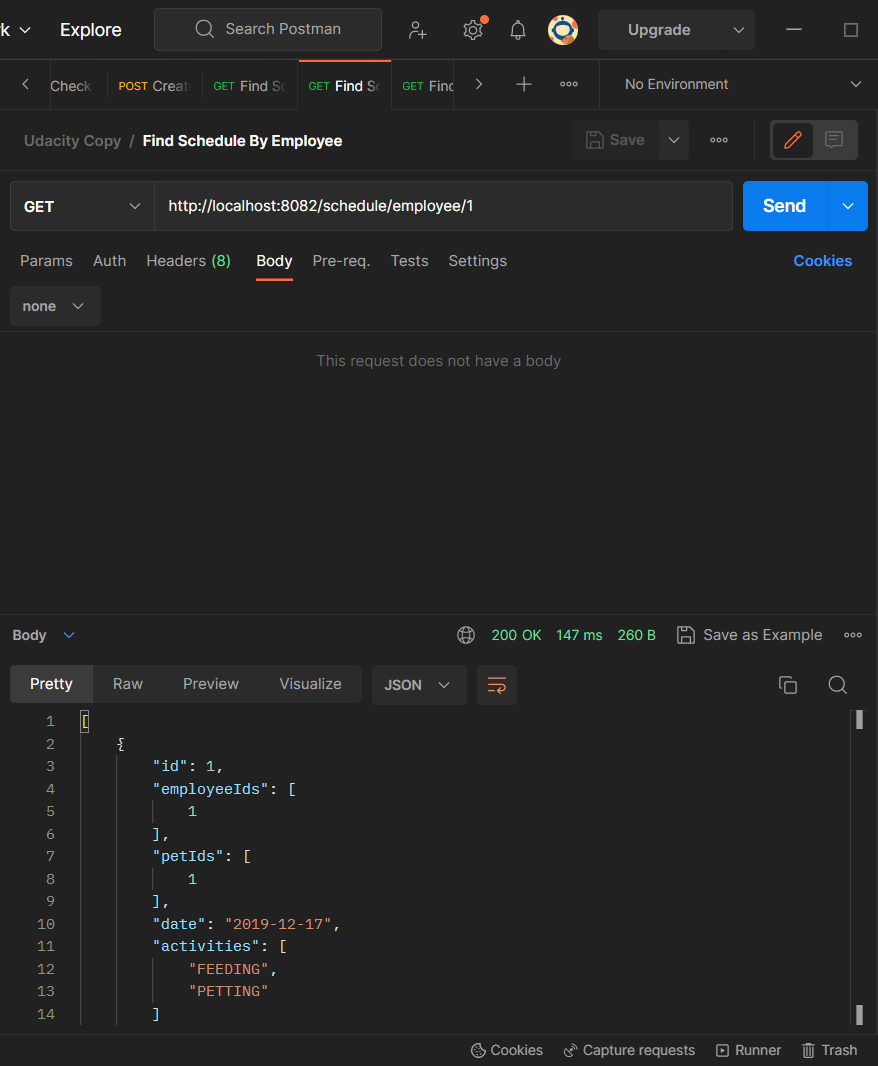 k Explore Search Postman Upgrade
Check POST Create GET Find Sc GET Find Sc GET Find No Environment
Udacity Copy / Find Schedule By Employee Save
GET http://localhost:8082/schedule/employee/1 Send
Params Auth Headers (8) Body Pre-req. Tests Settings Cookies
none
This request does not have a body
Body 200 OK 147 ms 260 B Save as Example
Pretty Raw Preview Visualize JSON
1 [
2 {
3 "id": 1,
4 "employeeIds": [
5 1
6 ],
7 "petIds": [
8 1
9 ],
10 "date": "2019-12-17",
11 "activities": [
12 "FEEDING",
13 "PETTING"
14 ]
Cookies Capture requests Runner Trash